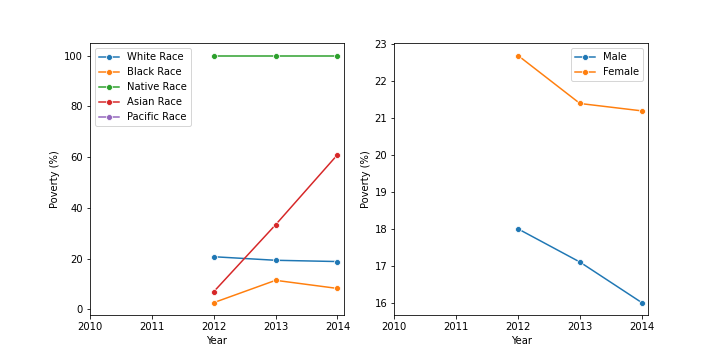 Poverty (%)
100
80
60
40
20
0
White Race
Black Race
Native Race
Asian Race
Pacific Race
2010 2011 2012 2013 2014
Year
Poverty (%)
23
22
21
20
19
18
17
16
Male
Female
2010 2011 2012 2013 2014
Year